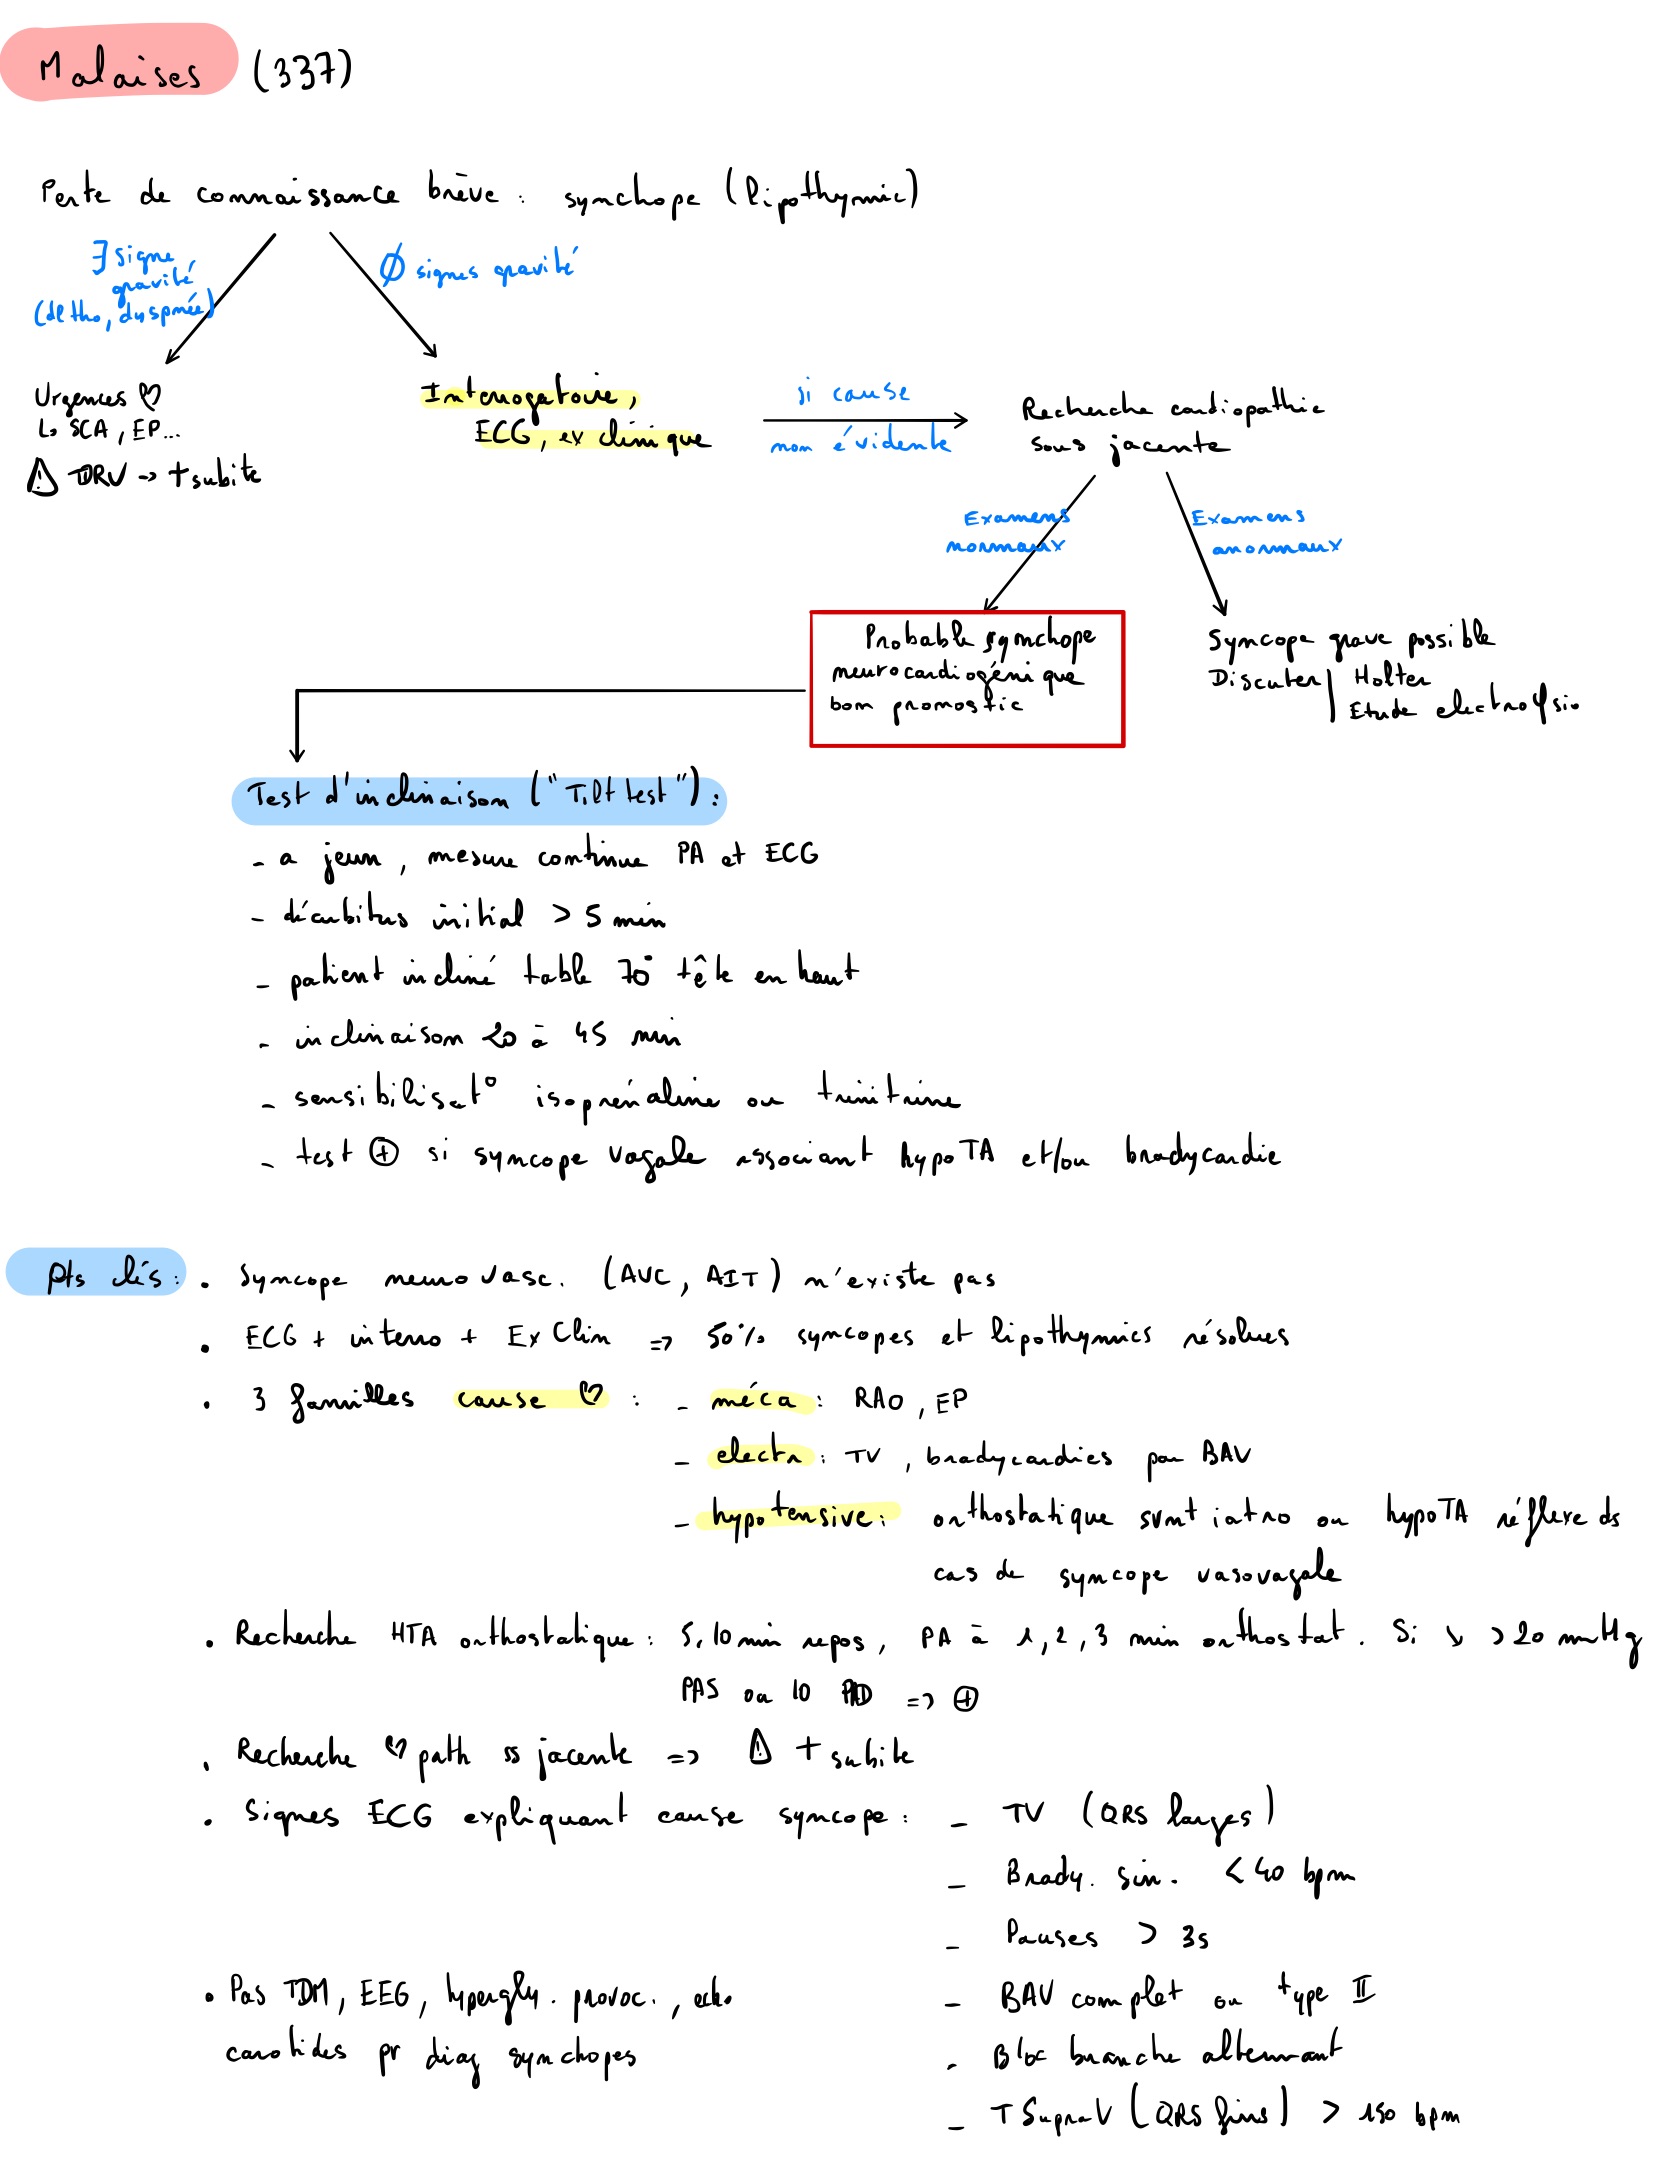 Malaises (337)
Perte de connaissance brève : synchope (lipothymie)
∃ signe
gravité
(dl tho, dyspnée)
Ø signes gravité
Urgences ♡
↳ SCA, EP...
⚠ TDRV → † subite
Interrogatoire,
ECG, ex clinique
si cause
non évidente
Recherche cardiopathie
sous jacente
Examens
normaux
Examens
anormaux
Probable synchope
neurocardiogénique
bon pronostic
Syncope grave possible
Discuter | Holter
Etude electroφsio
Test d'inclinaison ("Tilt test") :
- a jeun, mesure continue PA et ECG
- décubitus initial > 5 min
- patient incliné table 70° tête en haut
- inclinaison 20 à 45 min
- sensibilisat° isoprénaline ou trinitrine
- test ⊕ si syncope vagale associant hypoTA et/ou bradycardie
Pts clés : • Syncope neuro vasc. (AVC, AIT) n'existe pas
• ECG + interro + Ex Clin => 50% syncopes et lipothymies résolues
• 3 familles cause ♡ : - méca : RAO, EP
- electr : TV, bradycardies par BAV
- hypotensive : orthostatique svnt iatro ou hypoTA réflexe ds
cas de syncope vasovagale
• Recherche HTA orthostatique : 5, 10 min repos, PA à 1, 2, 3 min orthostat. Si ↘ > 20 mmHg
PAS ou 10 PAD => ⊕
• Recherche ♡ path ss jacente => ⚠ † subite
• Signes ECG expliquant cause syncope : - TV (QRS larges)
- Brady. sin. < 40 bpm
- Pauses > 3s
• Pas TDM, EEG, hypergly. provoc., echo
carotides pr diag synchopes
- BAV complet ou type II
- Bloc branche alternant
- T SupraV (QRS fins) > 150 bpm